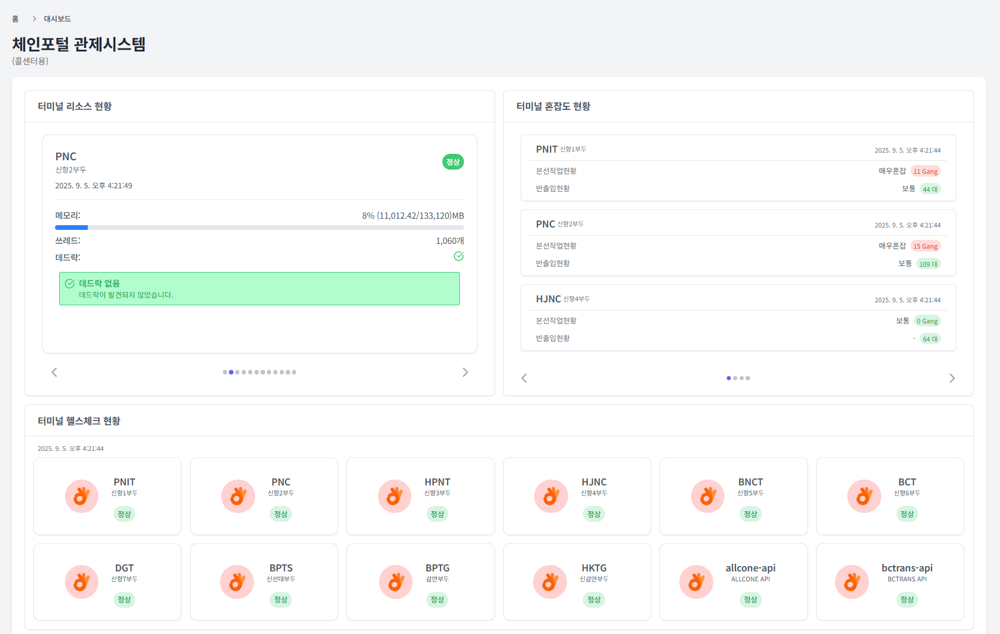 홈 > 대시보드
체인포털 관제시스템
(콜센터용)
터미널 리소스 현황
PNC
신항2부두
정상
2025. 9. 5. 오후 4:21:49
메모리: 8% (11,012.42/133,120)MB
쓰레드: 1,060개
데드락:
데드락 없음
데드락이 발견되지 않았습니다.
터미널 혼잡도 현황
PNIT 신항1부두 2025. 9. 5. 오후 4:21:44
본선작업현황 매우혼잡 11 Gang
반출입현황 보통 44 대
PNC 신항2부두 2025. 9. 5. 오후 4:21:44
본선작업현황 매우혼잡 15 Gang
반출입현황 보통 109 대
HJNC 신항4부두 2025. 9. 5. 오후 4:21:44
본선작업현황 보통 0 Gang
반출입현황 - 64 대
터미널 헬스체크 현황
2025. 9. 5. 오후 4:21:44
PNIT
신항1부두
정상
PNC
신항2부두
정상
HPNT
신항3부두
정상
HJNC
신항4부두
정상
BNCT
신항5부두
정상
BCT
신항6부두
정상
DGT
신항7부두
정상
BPTS
신선대부두
정상
BPTG
감만부두
정상
HKTG
신감만부두
정상
allcone-api
ALLCONE API
정상
bctrans-api
BCTRANS API
정상